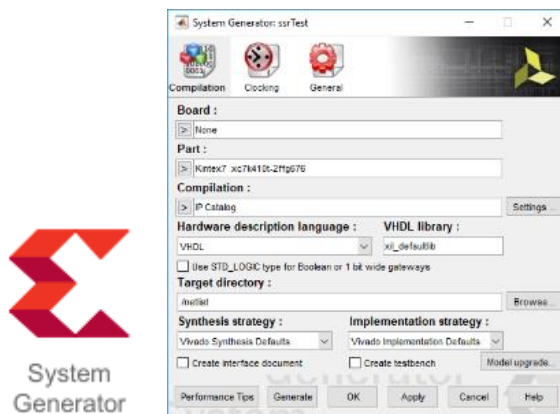 System Generator: ssrTest
Compilation Clocking General
Board :
> None
Part :
> Kintex7 xc7k410t-2ffg676
Compilation :
> IP Catalog Settings...
Hardware description language : VHDL library :
VHDL xil_defaultlib
Use STD_LOGIC type for Boolean or 1 bit wide gateways
Target directory :
./netlist Browse...
Synthesis strategy : Implementation strategy :
Vivado Synthesis Defaults Vivado Implementation Defaults
Create interface document Create testbench Model upgrade...
Performance Tips Generate OK Apply Cancel Help
System
Generator